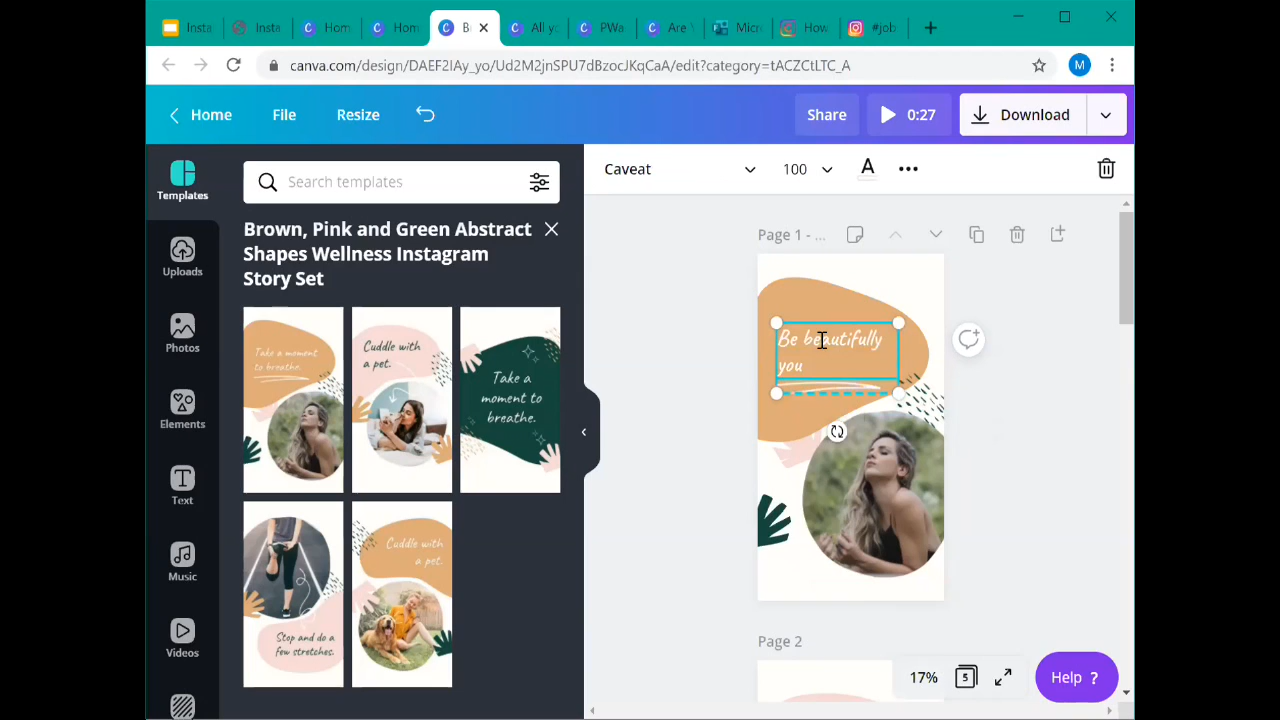 Insta
Insta
Hom
Hom
B
All y
PWa
Are
Micr
How
#job
canva.com/design/DAEF2IAy_yo/Ud2M2jnSPU7dBzocJKqCaA/edit?category=tACZCtLTC_A
M
Home
File
Resize
Share
0:27
Download
Templates
Search templates
Caveat
100
A
Brown, Pink and Green Abstract
Shapes Wellness Instagram
Story Set
Uploads
Photos
Elements
Text
Music
Videos
Take a moment
to breathe.
Cuddle with
a pet.
Take a
moment to
breathe.
Stop and do a
few stretches.
Cuddle with
a pet.
Page 1 - ...
Be beautifully
you
Page 2
17%
5
Help ?